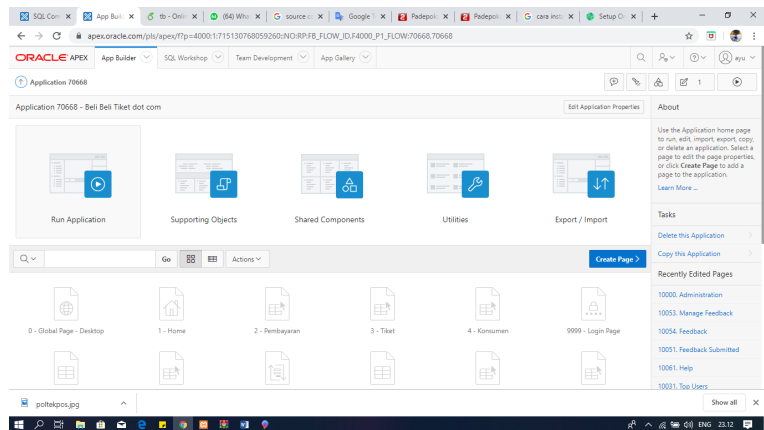 SQL Com
App Buil
tb - Onlin
(64) What
source co
Google T
Padepok
Padepok
cara insta
Setup On
apex.oracle.com/pls/apex/f?p=4000:1:715130768059260:NO:RP:FB_FLOW_ID,F4000_P1_FLOW:70668,70668
ORACLE APEX App Builder SQL Workshop Team Development App Gallery ayu
Application 70668 1
Application 70668 - Beli Beli Tiket dot com Edit Application Properties
About
Use the Application home page
to run, edit, import, export, copy,
or delete an application. Select a
page to edit the page properties,
or click Create Page to add a
page to the application.
Learn More ...
Run Application
Supporting Objects
Shared Components
Utilities
Export / Import
Tasks
Delete this Application
Copy this Application
Go Actions Create Page >
Recently Edited Pages
10000. Administration
10053. Manage Feedback
10054. Feedback
10051. Feedback Submitted
10061. Help
10031. Top Users
0 - Global Page - Desktop
1 - Home
2 - Pembayaran
3 - Tiket
4 - Konsumen
9999 - Login Page
poltekpos.jpg Show all
ENG 23.12